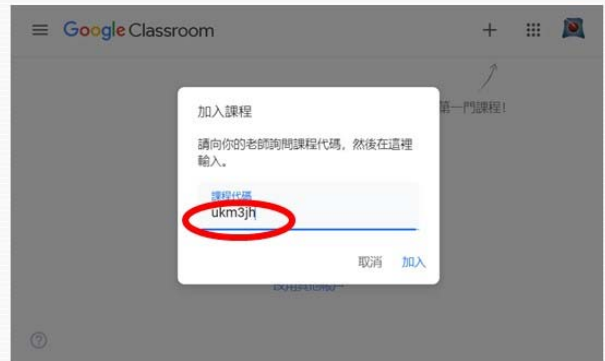 Google Classroom
第一門課程!
加入課程
請向你的老師詢問課程代碼，然後在這裡
輸入。
課程代碼
ukm3jh
取消 加入